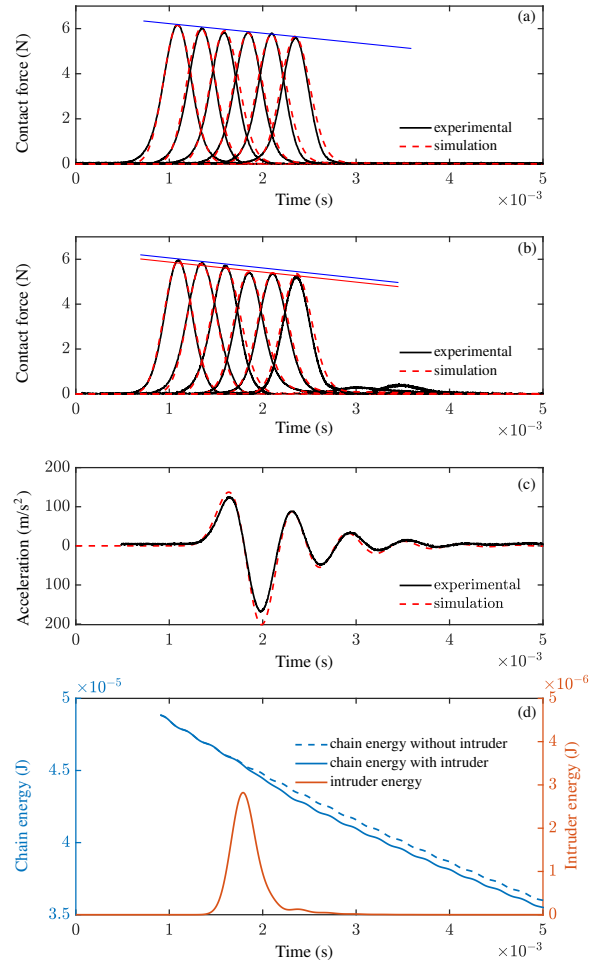 (a)
Contact force (N)
6
4
2
0
experimental
simulation
0 1 2 3 4 5
Time (s)
×10⁻³
(b)
Contact force (N)
6
4
2
0
experimental
simulation
0 1 2 3 4 5
Time (s)
×10⁻³
(c)
Acceleration (m/s²)
200
100
0
100
200
experimental
simulation
0 1 2 3 4 5
Time (s)
×10⁻³
×10⁻⁵
×10⁻⁶
(d)
Chain energy (J)
5
4.5
4
3.5
chain energy without intruder
chain energy with intruder
intruder energy
5
4
3
2
1
0
Intruder energy (J)
0 1 2 3 4 5
Time (s)
×10⁻³